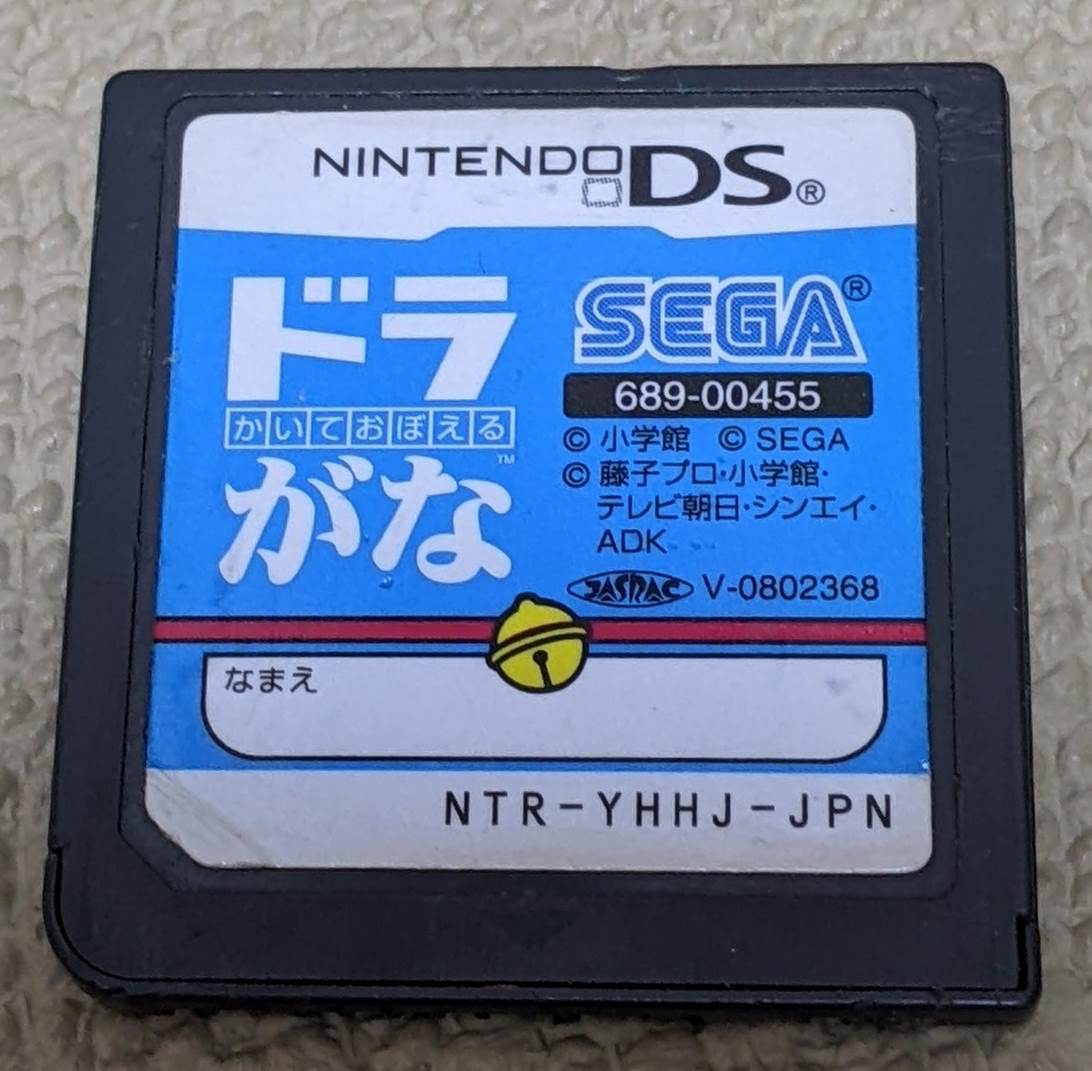 NINTENDO DS®
ドラ
かいておぼえる
がな™
SEGA®
689-00455
© 小学館 © SEGA
© 藤子プロ·小学館·
テレビ朝日·シンエイ·
ADK
JASRAC V-0802368
なまえ
NTR-YHHJ-JPN